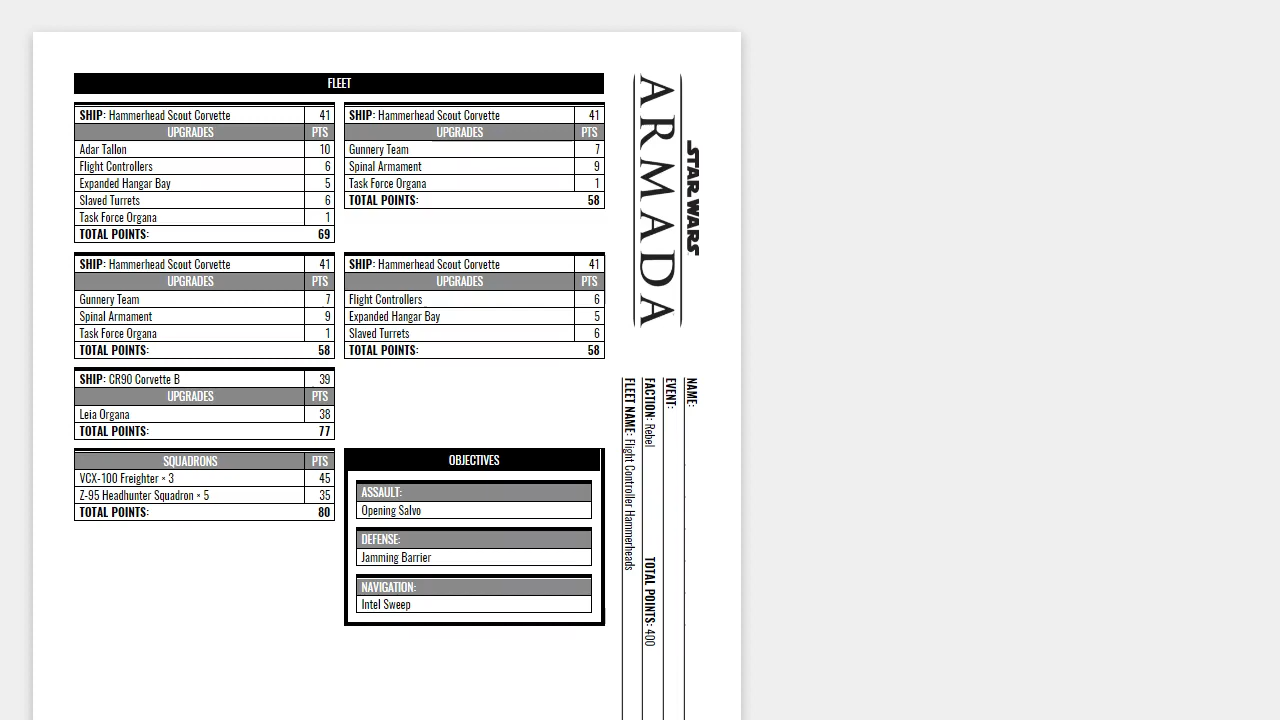 FLEET
SHIP: Hammerhead Scout Corvette 41
UPGRADES PTS
Adar Tallon 10
Flight Controllers 6
Expanded Hangar Bay 5
Slaved Turrets 6
Task Force Organa 1
TOTAL POINTS: 69
SHIP: Hammerhead Scout Corvette 41
UPGRADES PTS
Gunnery Team 7
Spinal Armament 9
Task Force Organa 1
TOTAL POINTS: 58
SHIP: Hammerhead Scout Corvette 41
UPGRADES PTS
Gunnery Team 7
Spinal Armament 9
Task Force Organa 1
TOTAL POINTS: 58
SHIP: Hammerhead Scout Corvette 41
UPGRADES PTS
Flight Controllers 6
Expanded Hangar Bay 5
Slaved Turrets 6
TOTAL POINTS: 58
SHIP: CR90 Corvette B 39
UPGRADES PTS
Leia Organa 38
TOTAL POINTS: 77
SQUADRONS PTS
VCX-100 Freighter × 3 45
Z-95 Headhunter Squadron × 5 35
TOTAL POINTS: 80
OBJECTIVES
ASSAULT:
Opening Salvo
DEFENSE:
Jamming Barrier
NAVIGATION:
Intel Sweep
STAR WARS
ARMADA
NAME:
EVENT:
FACTION: Rebel TOTAL POINTS: 400
FLEET NAME: Flight Controller Hammerheads